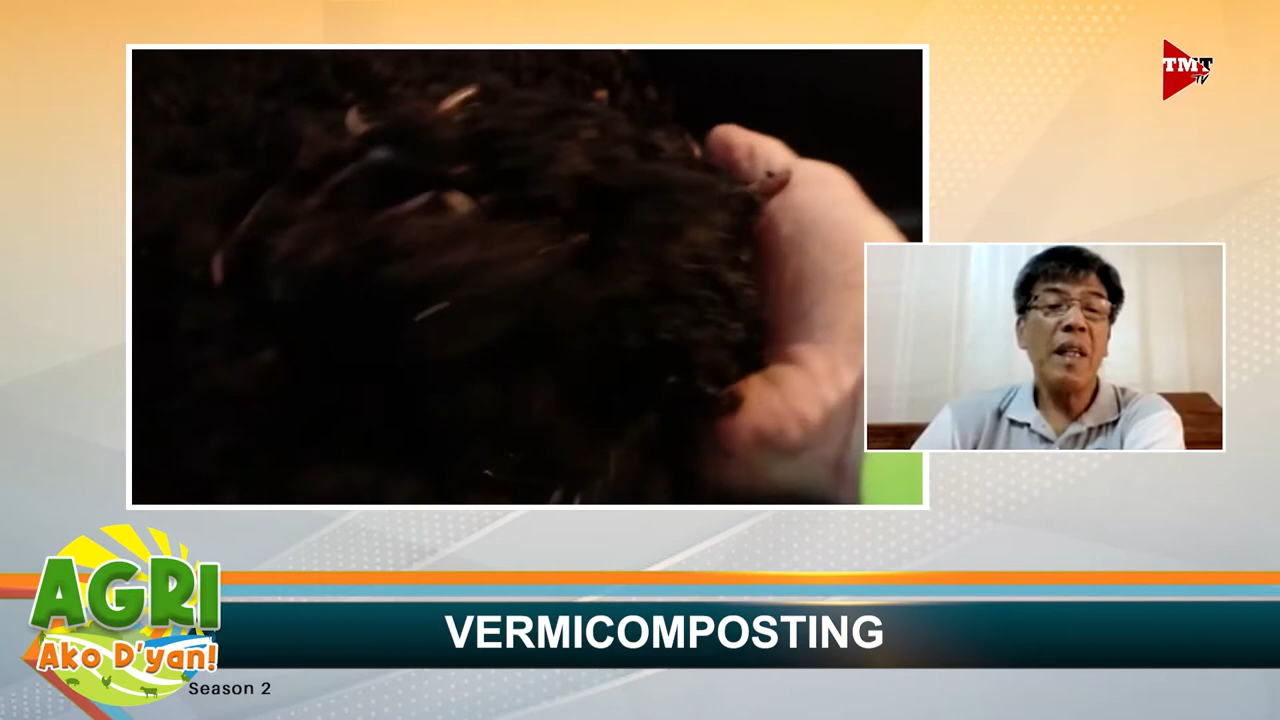 TMT
TV
VERMICOMPOSTING
AGRI
Ako D'yan!
Season 2